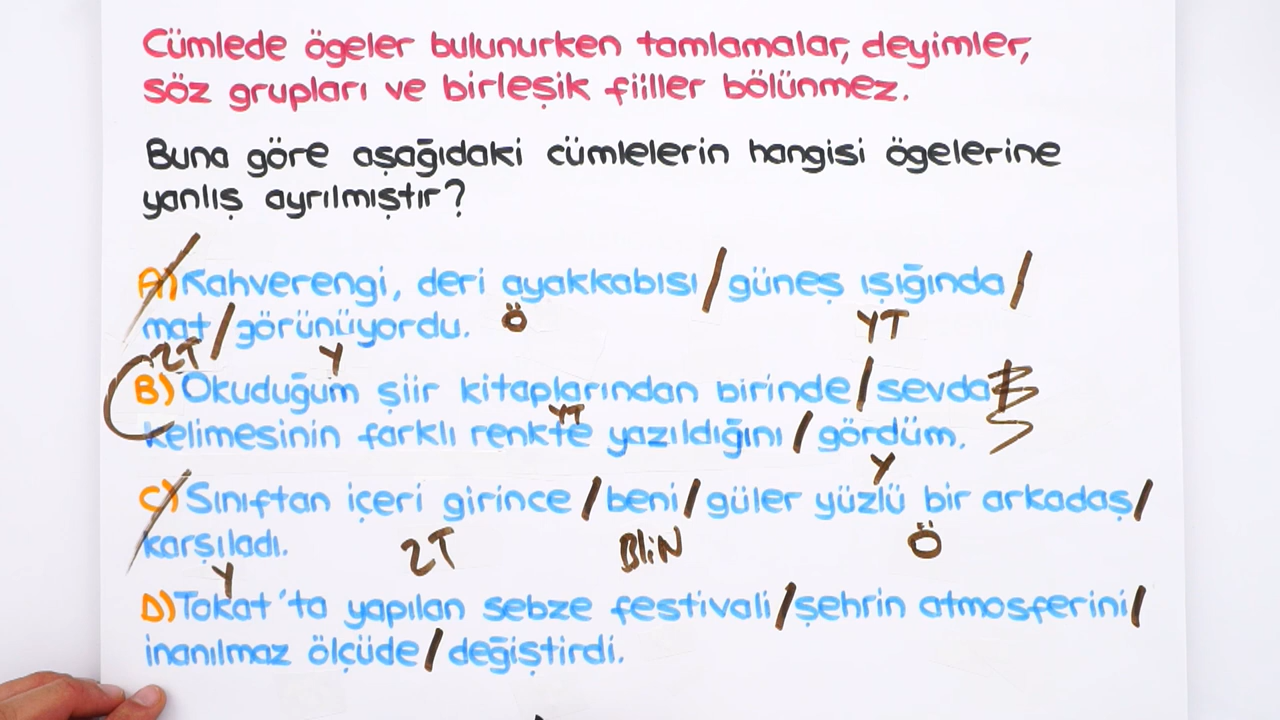 Cümlede ögeler bulunurken tamlamalar, deyimler,
söz grupları ve birleşik fiiller bölünmez.
Buna göre aşağıdaki cümlelerin hangisi ögelerine
yanlış ayrılmıştır?
A) Kahverengi, deri ayakkabısı / güneş ışığında /
mat / görünüyordu.
Ö YT
ZT Y
B) Okuduğum şiir kitaplarından birinde / sevda
YT
kelimesinin farklı renkte yazıldığını / gördüm.
Y
C) Sınıftan içeri girince / beni / güler yüzlü bir arkadaş /
karşıladı.
ZT BLİN Ö
Y
D) Tokat'ta yapılan sebze festivali / şehrin atmosferini /
inanılmaz ölçüde / değiştirdi.